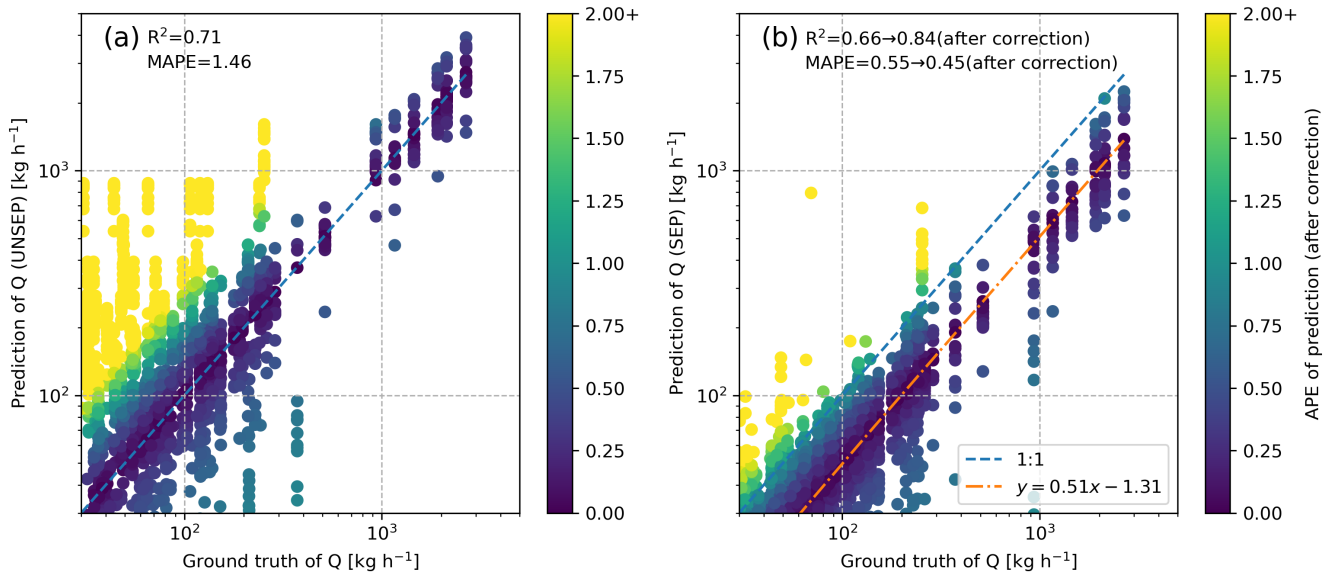 (a) R²=0.71
MAPE=1.46
Prediction of Q (UNSEP) [kg h⁻¹]
10³
10²
10² 10³
Ground truth of Q [kg h⁻¹]
2.00+
1.75
1.50
1.25
1.00
0.75
0.50
0.25
0.00
(b) R²=0.66→0.84(after correction)
MAPE=0.55→0.45(after correction)
Prediction of Q (SEP) [kg h⁻¹]
10³
10²
1:1
y = 0.51x − 1.31
10² 10³
Ground truth of Q [kg h⁻¹]
2.00+
1.75
1.50
1.25
1.00
0.75
0.50
0.25
0.00
APE of prediction (after correction)